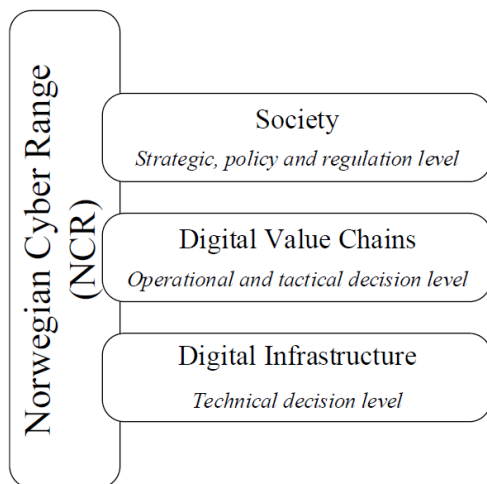 Norwegian Cyber Range
(NCR)
Society
Strategic, policy and regulation level
Digital Value Chains
Operational and tactical decision level
Digital Infrastructure
Technical decision level